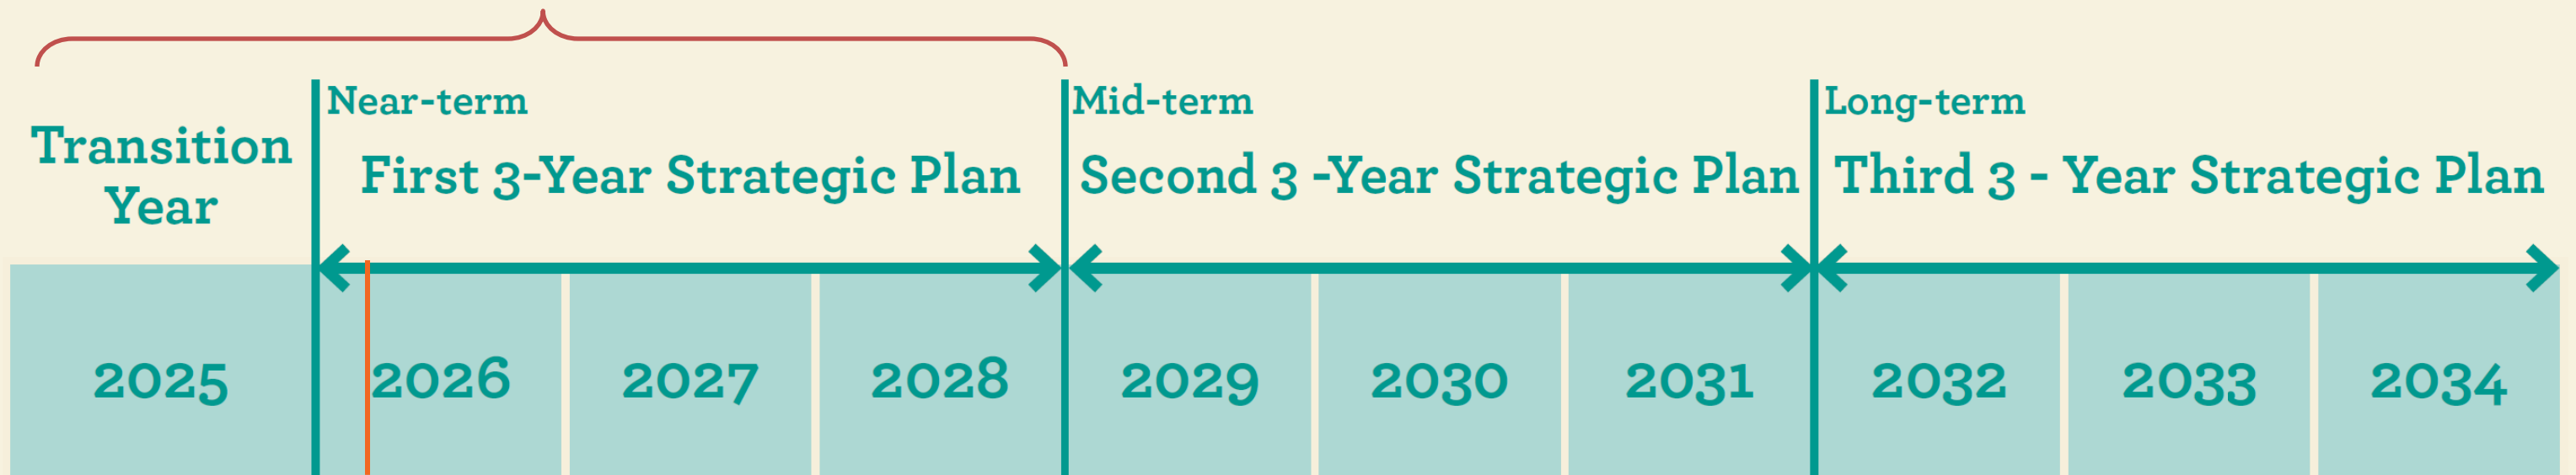 Near-term
Mid-term
Long-term
Transition
Year
First 3-Year Strategic Plan
Second 3 -Year Strategic Plan
Third 3 - Year Strategic Plan
2025
2026
2027
2028
2029
2030
2031
2032
2033
2034